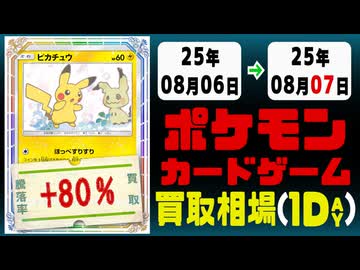 ピカチュウ
HP60
ほっぺすりすり
騰落率
+80%
買取
25年
08月06日
25年
08月07日
ポケモン
カードゲーム
買取相場(1D)